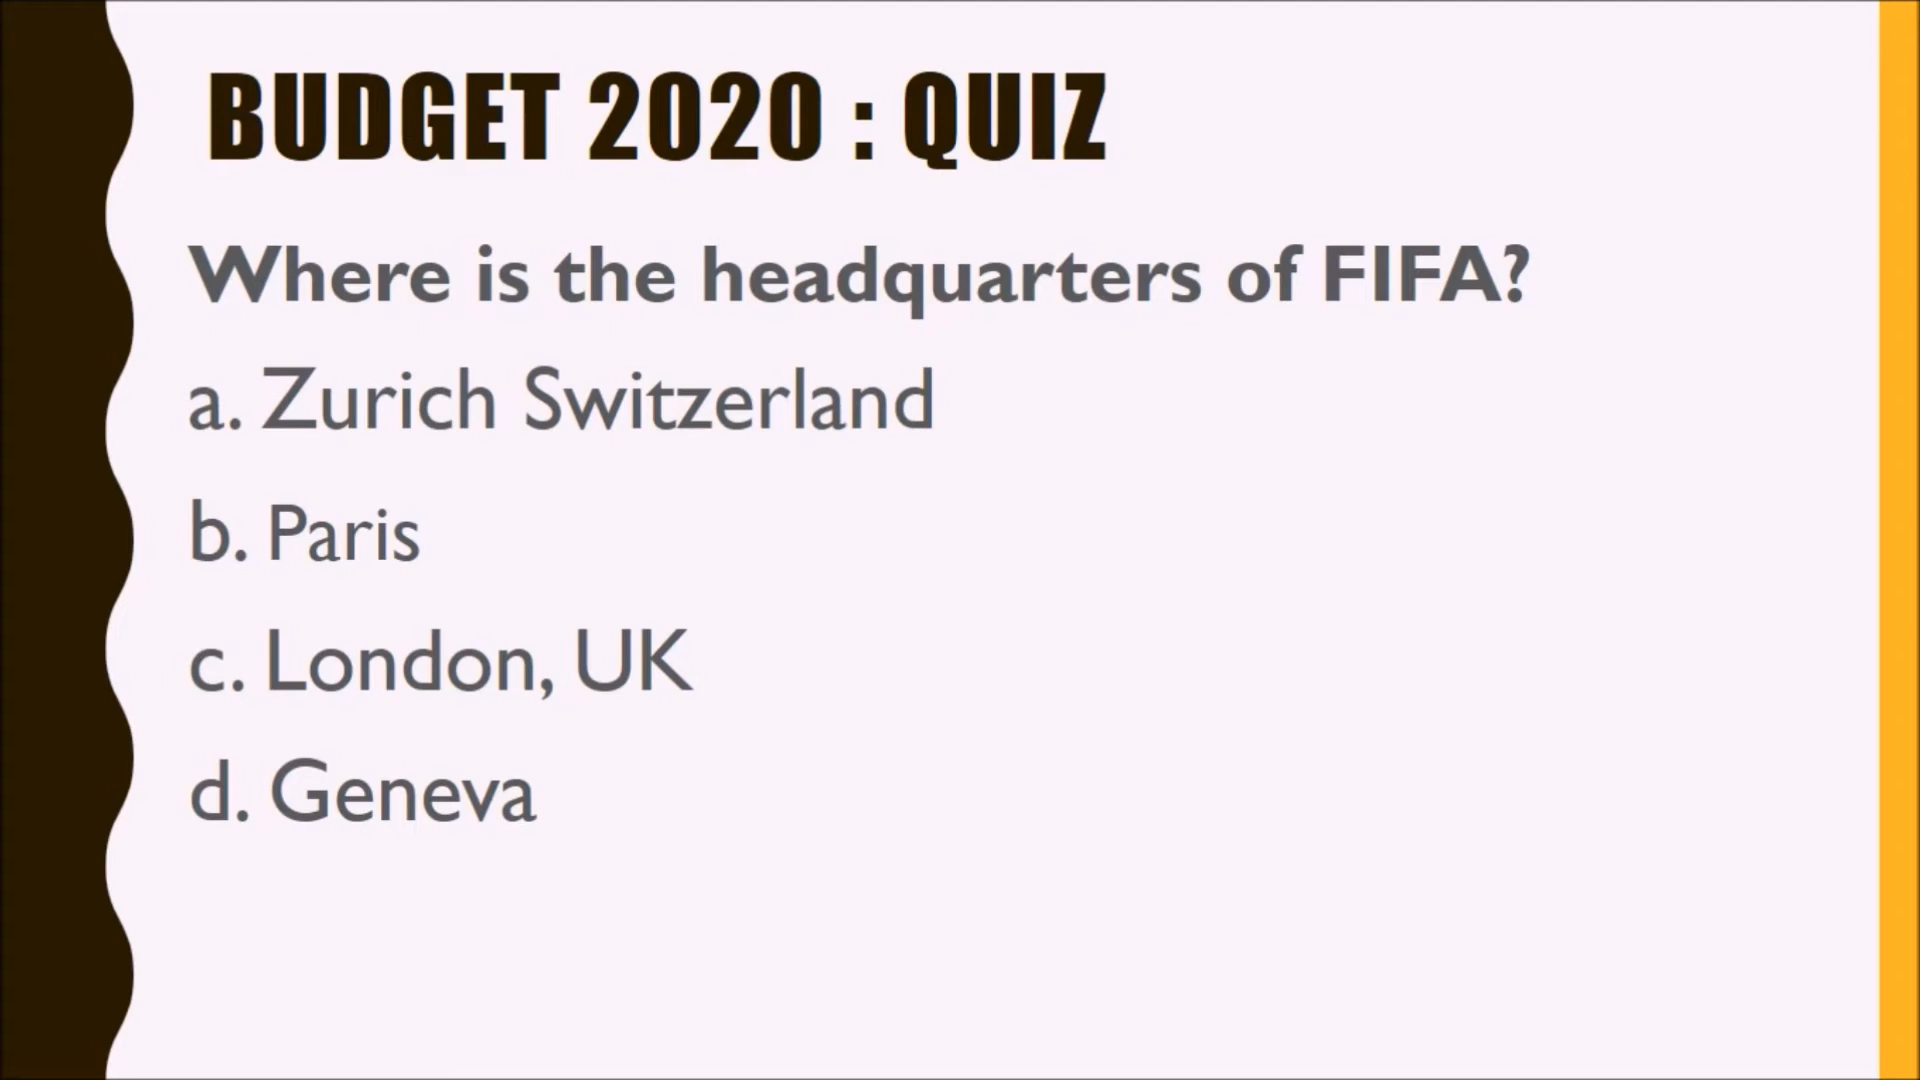 BUDGET 2020 : QUIZ
Where is the headquarters of FIFA?
a. Zurich Switzerland
b. Paris
c. London, UK
d. Geneva